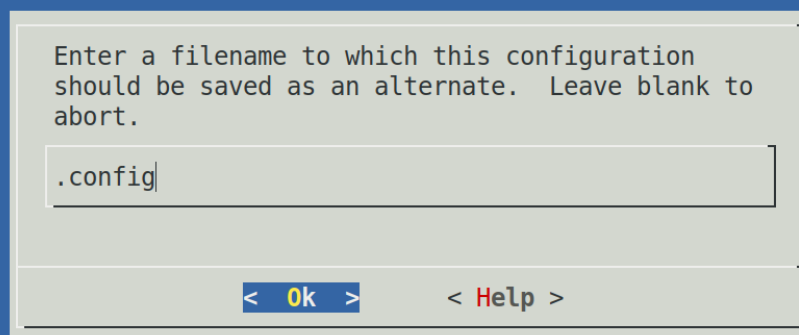 Enter a filename to which this configuration
should be saved as an alternate.  Leave blank to
abort.
.config
<  Ok  >      < Help >